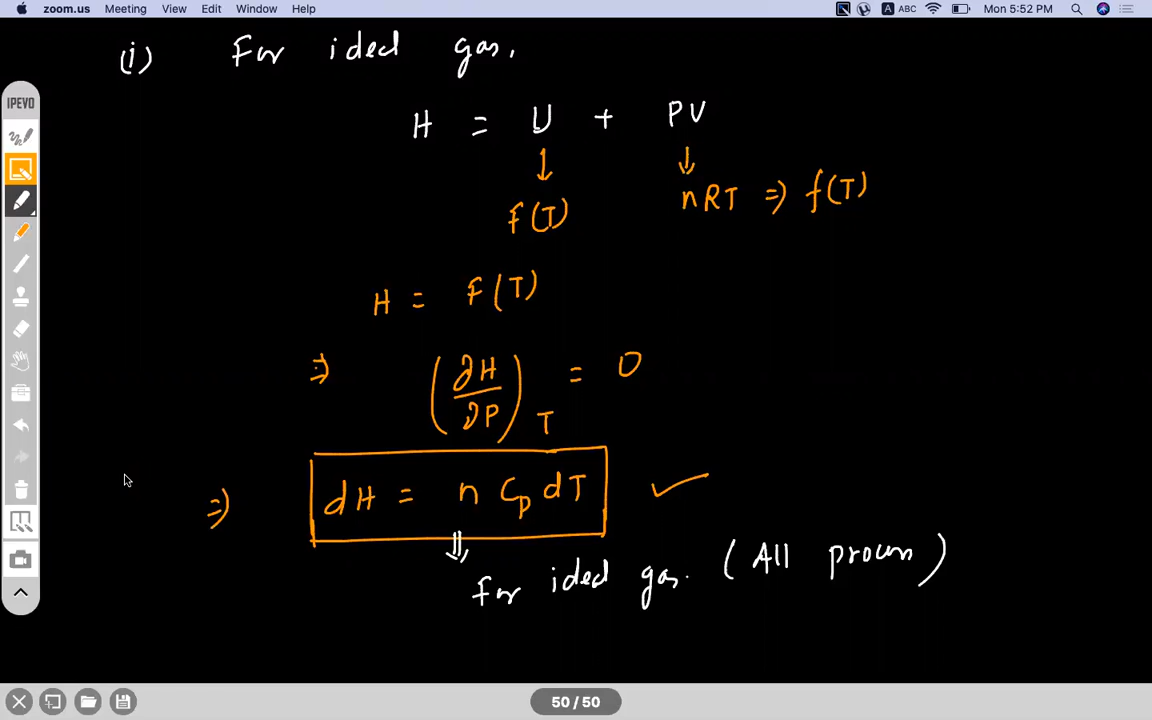 zoom.us Meeting View Edit Window Help A ABC Mon 5:52 PM
(i) For ideal gas.
H = U + PV
↓ ↓
f(T) nRT ⇒ f(T)
H = f(T)
⇒ (∂H/∂P)T = 0
⇒ dH = n Cp dT ✓
⇓
for ideal gas. (All process)
IPEVO
50 / 50